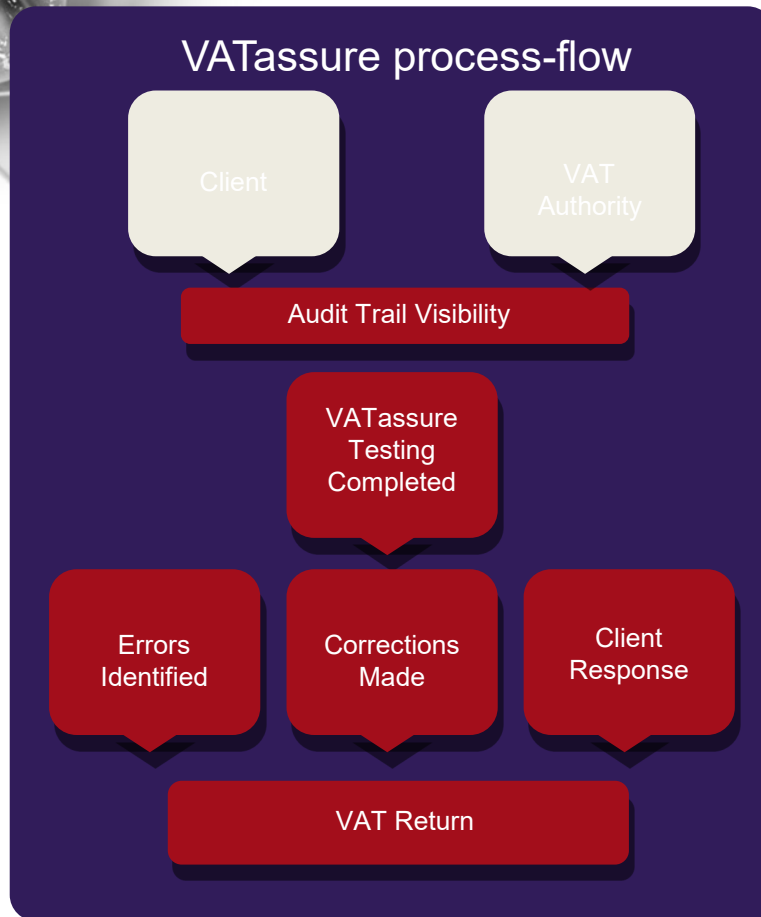 VATassure process-flow
Client
VAT
Authority
Audit Trail Visibility
VATassure
Testing
Completed
Errors
Identified
Corrections
Made
Client
Response
VAT Return